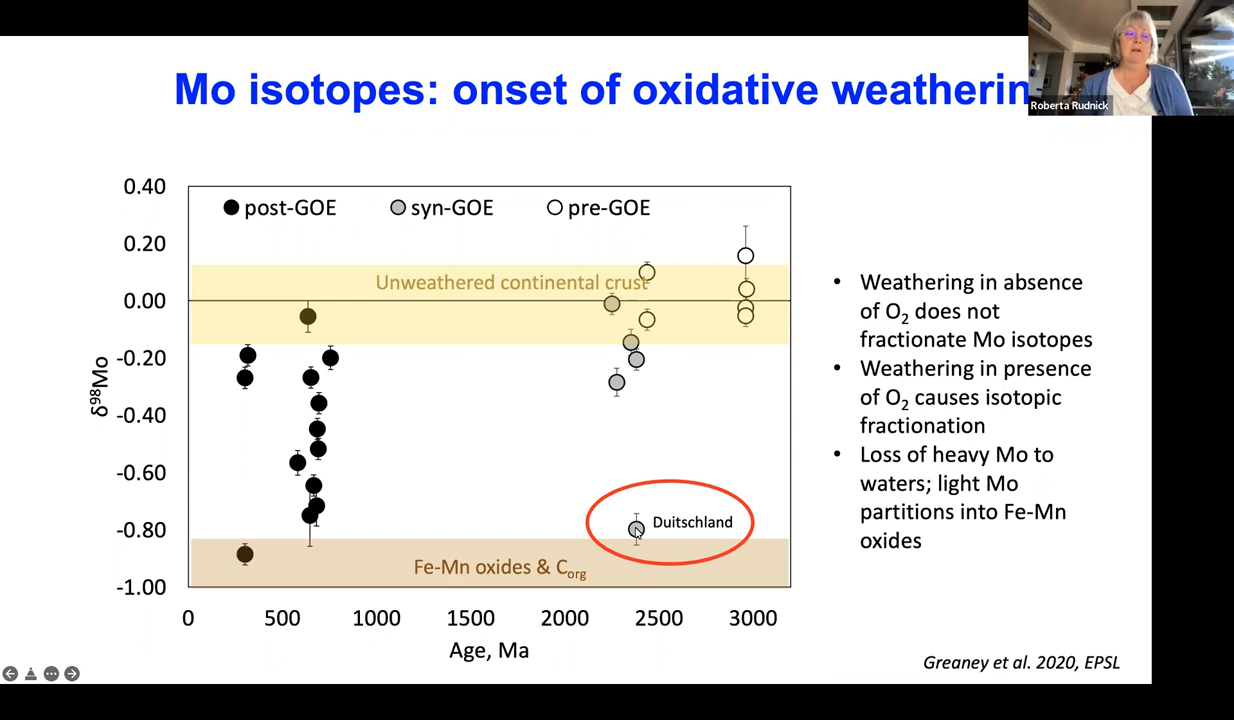 Mo isotopes: onset of oxidative weatherin
Roberta Rudnick
0.40
0.20
0.00
-0.20
-0.40
-0.60
-0.80
-1.00
δ98Mo
post-GOE syn-GOE pre-GOE
Unweathered continental crust
Duitschland
Fe-Mn oxides & Corg
0 500 1000 1500 2000 2500 3000
Age, Ma
• Weathering in absence
of O2 does not
fractionate Mo isotopes
• Weathering in presence
of O2 causes isotopic
fractionation
• Loss of heavy Mo to
waters; light Mo
partitions into Fe-Mn
oxides
Greaney et al. 2020, EPSL